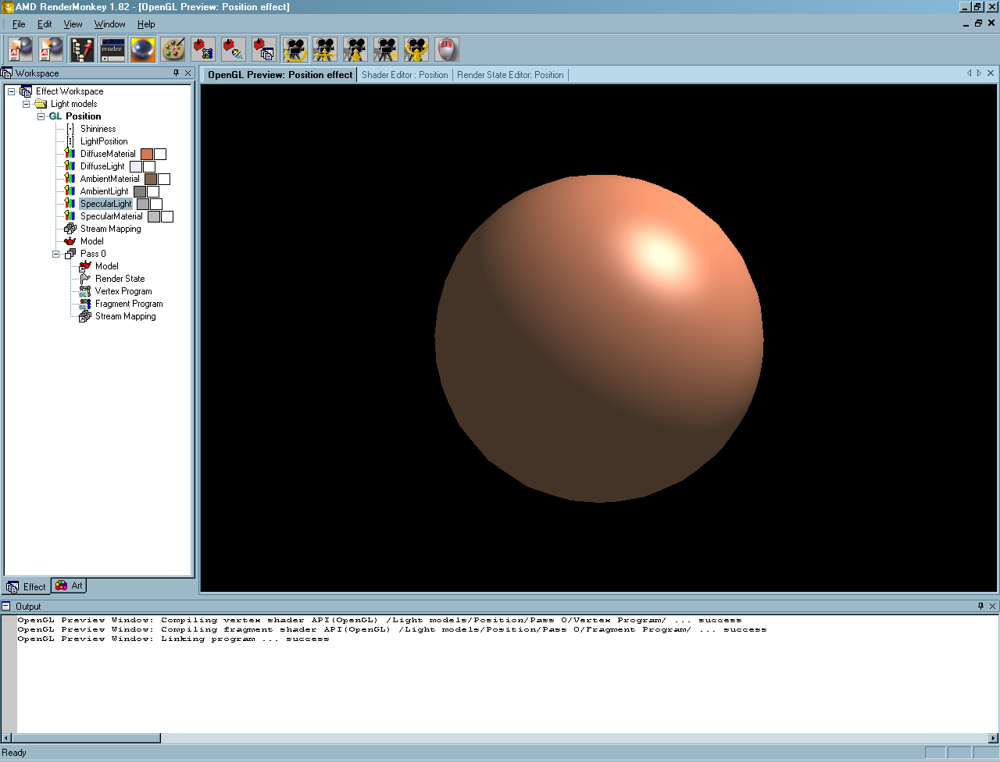 AMD RenderMonkey 1.82 - [OpenGL Preview: Position effect]
File Edit View Window Help
render
Workspace
OpenGL Preview: Position effect Shader Editor : Position Render State Editor: Position
Effect Workspace
Light models
GL Position
Shininess
LightPosition
DiffuseMaterial
DiffuseLight
AmbientMaterial
AmbientLight
SpecularLight
SpecularMaterial
Stream Mapping
Model
Pass 0
Model
Render State
Vertex Program
Fragment Program
Stream Mapping
Effect Art
Output
OpenGL Preview Window: Compiling vertex shader API(OpenGL) /Light models/Position/Pass 0/Vertex Program/ ... success
OpenGL Preview Window: Compiling fragment shader API(OpenGL) /Light models/Position/Pass 0/Fragment Program/ ... success
OpenGL Preview Window: Linking program ... success
Ready